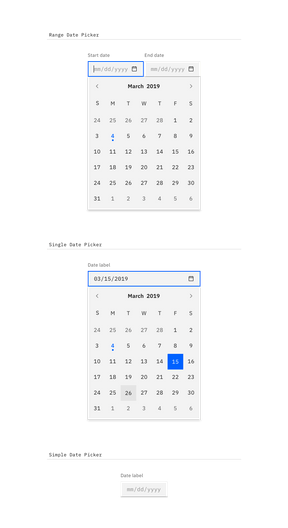 Range Date Picker
Start date End date
mm/dd/yyyy mm/dd/yyyy
March 2019
S M T W T F S
24 25 26 27 28 1 2
3 4 5 6 7 8 9
10 11 12 13 14 15 16
17 18 19 20 21 22 23
24 25 26 27 28 29 30
31 1 2 3 4 5 6
Single Date Picker
Date label
03/15/2019
March 2019
S M T W T F S
24 25 26 27 28 1 2
3 4 5 6 7 8 9
10 11 12 13 14 15 16
17 18 19 20 21 22 23
24 25 26 27 28 29 30
31 1 2 3 4 5 6
Simple Date Picker
Date label
mm/dd/yyyy